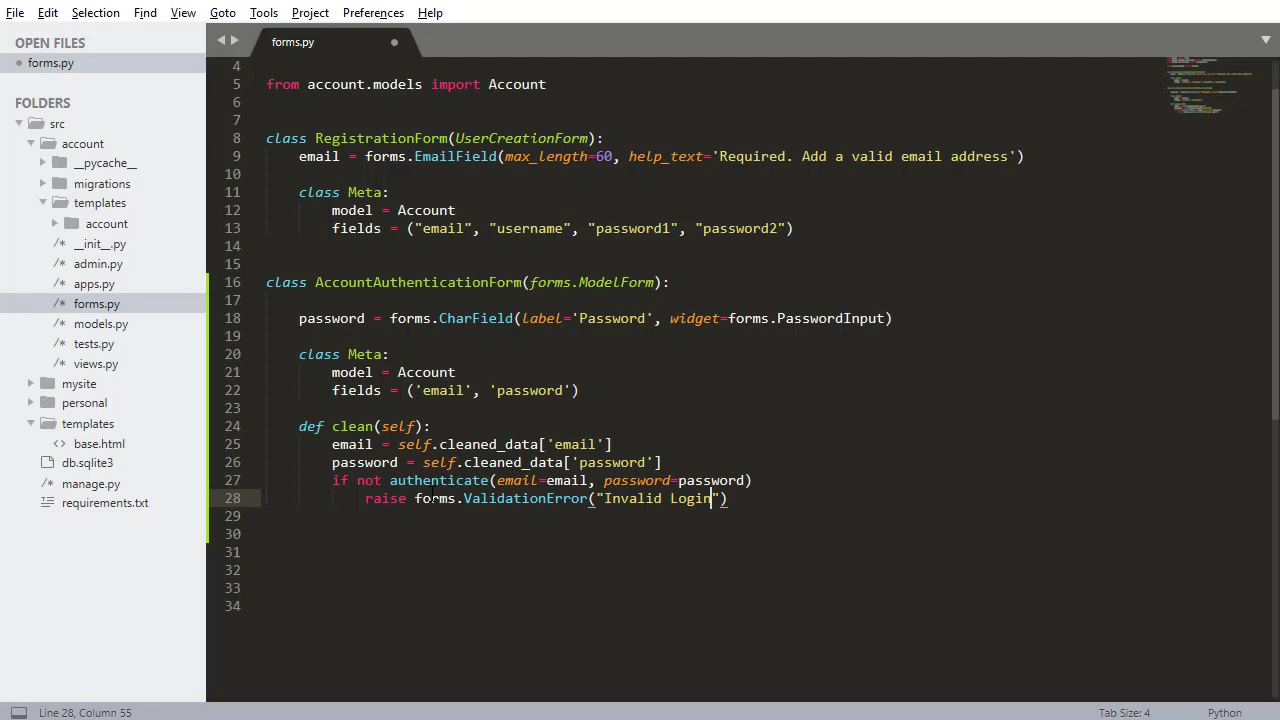 File Edit Selection Find View Goto Tools Project Preferences Help
OPEN FILES
forms.py
FOLDERS
src
account
__pycache__
migrations
templates
account
__init__.py
admin.py
apps.py
forms.py
models.py
tests.py
views.py
mysite
personal
templates
base.html
db.sqlite3
manage.py
requirements.txt
forms.py
4
5 from account.models import Account
6
7
8 class RegistrationForm(UserCreationForm):
9     email = forms.EmailField(max_length=60, help_text='Required. Add a valid email address')
10
11     class Meta:
12         model = Account
13         fields = ("email", "username", "password1", "password2")
14
15
16 class AccountAuthenticationForm(forms.ModelForm):
17
18     password = forms.CharField(label='Password', widget=forms.PasswordInput)
19
20     class Meta:
21         model = Account
22         fields = ('email', 'password')
23
24     def clean(self):
25         email = self.cleaned_data['email']
26         password = self.cleaned_data['password']
27         if not authenticate(email=email, password=password)
28             raise forms.ValidationError("Invalid Login")
29
30
31
32
33
34
Line 28, Column 55 Tab Size: 4 Python